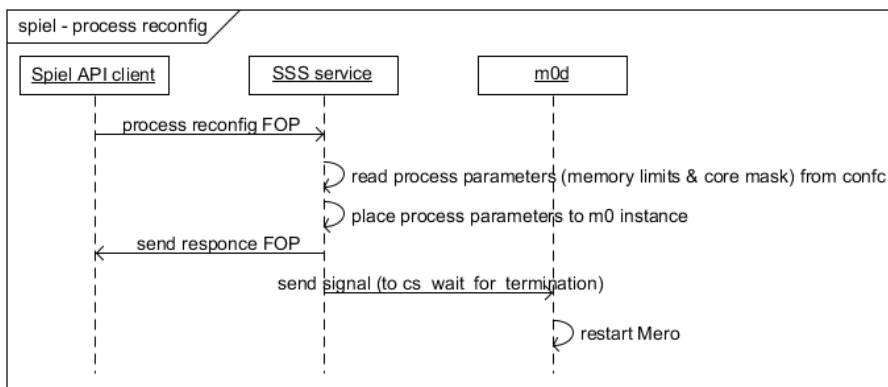 spiel - process reconfig
Spiel API client
SSS service
m0d
process reconfig FOP
read process parameters (memory limits & core mask) from confc
place process parameters to m0 instance
send responce FOP
send signal (to cs_wait_for_termination)
restart Mero